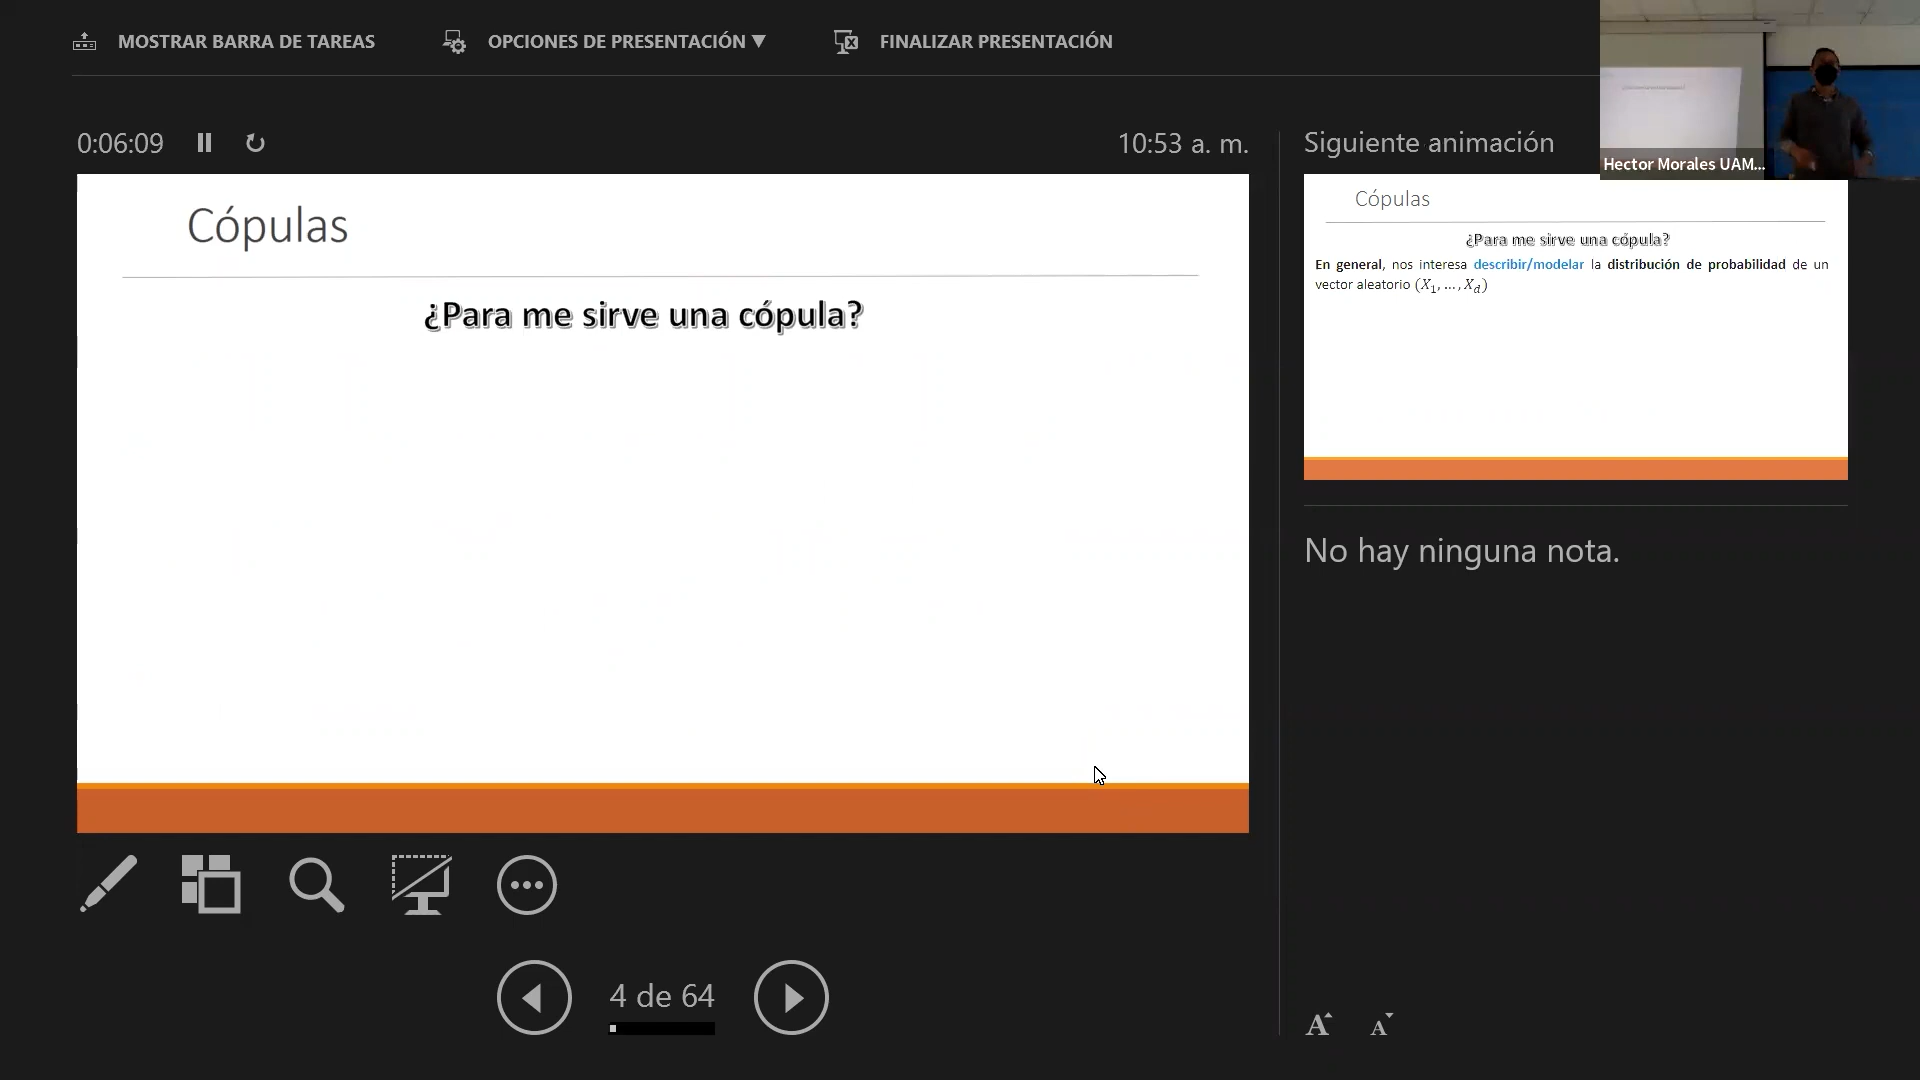 MOSTRAR BARRA DE TAREAS
OPCIONES DE PRESENTACIÓN ▼
FINALIZAR PRESENTACIÓN
0:06:09
10:53 a. m.
Cópulas
¿Para me sirve una cópula?
4 de 64
Siguiente animación
Hector Morales UAM...
Cópulas
¿Para me sirve una cópula?
En general, nos interesa describir/modelar la distribución de probabilidad de un
vector aleatorio (X₁, ..., X_d)
No hay ninguna nota.
A A